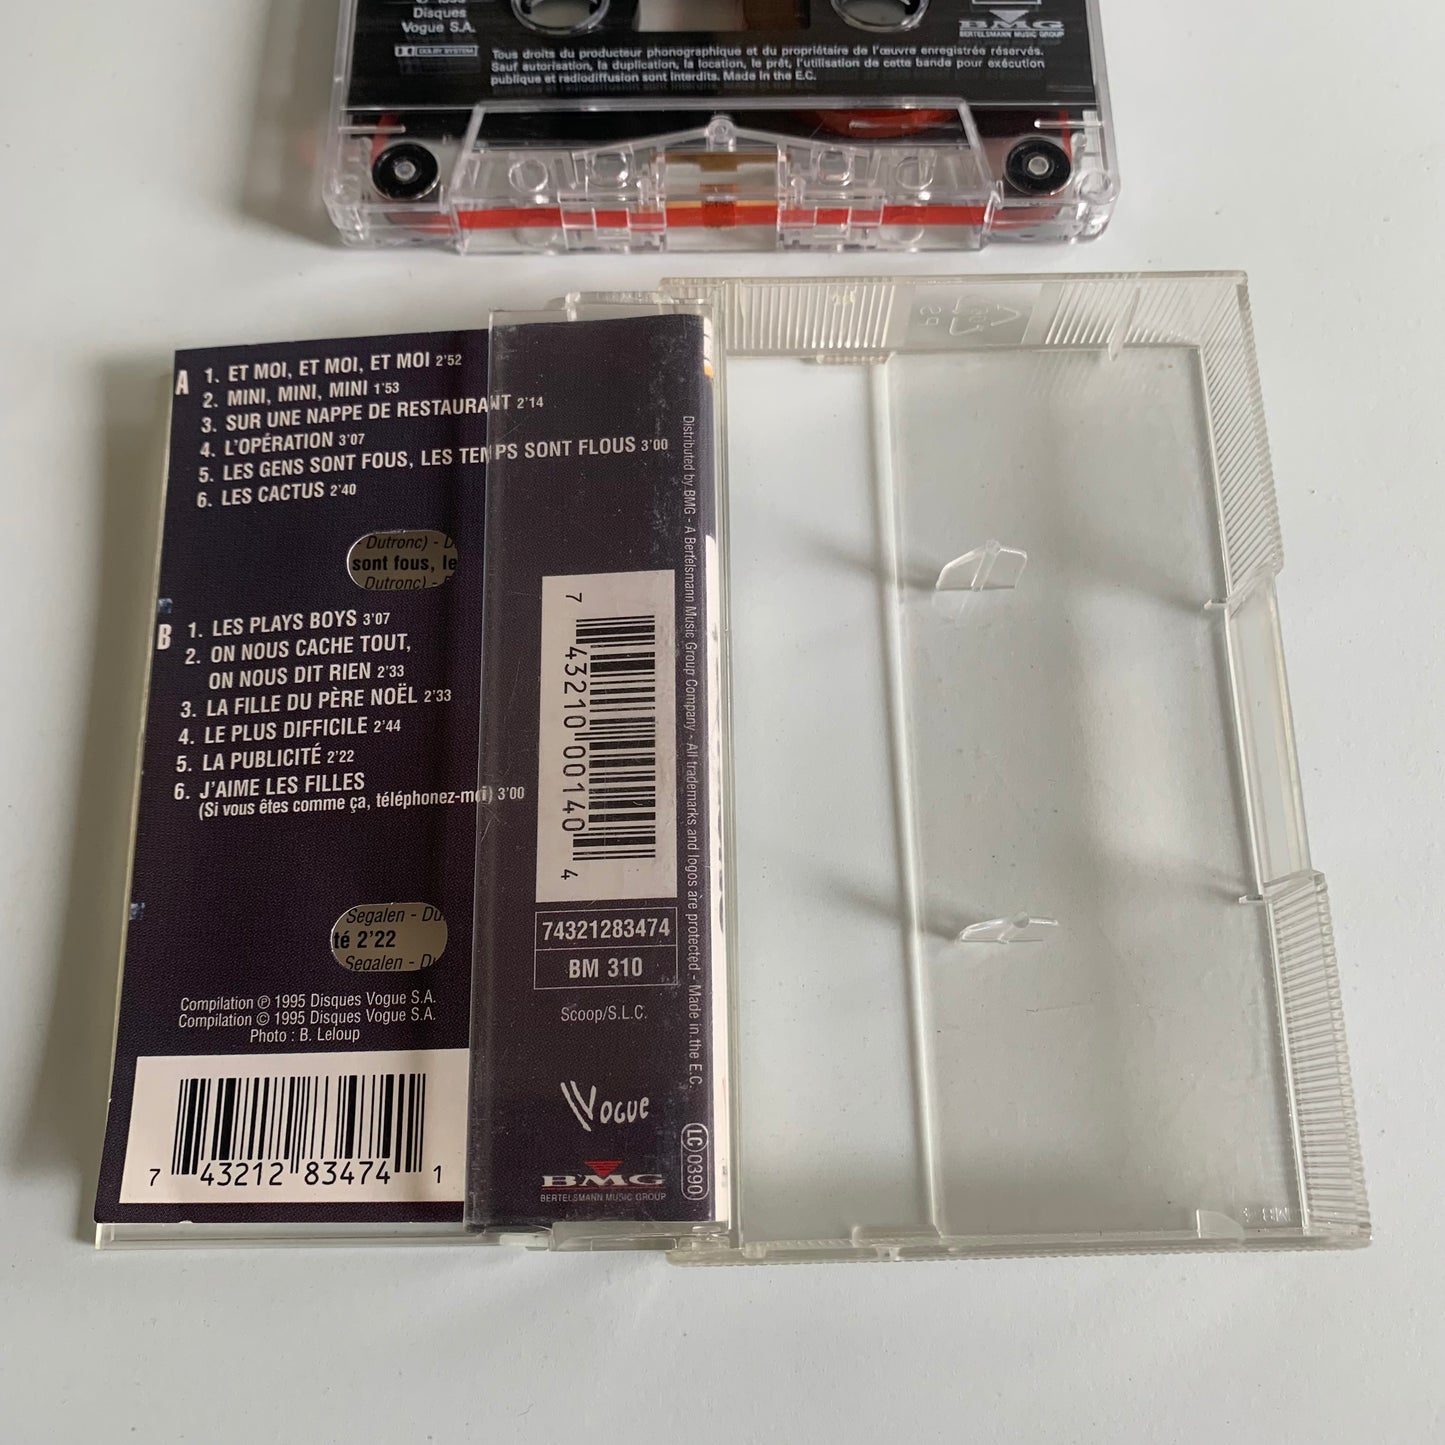 Disques
Vogue S.A.
DOLBY SYSTEM
BMG
BERTELSMANN MUSIC GROUP
Tous droits du producteur phonographique et du propriétaire de l'œuvre enregistrée réservés.
Sauf autorisation, la duplication, la location, le prêt, l'utilisation de cette bande pour exécution
publique et radiodiffusion sont interdits. Made in the E.C.
A
1. ET MOI, ET MOI, ET MOI 2'52
2. MINI, MINI, MINI 1'53
3. SUR UNE NAPPE DE RESTAURANT 2'14
4. L'OPÉRATION 3'07
5. LES GENS SONT FOUS, LES TEMPS SONT FLOUS 3'00
6. LES CACTUS 2'40
- Dutronc) - D
sont fous, le
Dutronc) -
B
1. LES PLAYS BOYS 3'07
2. ON NOUS CACHE TOUT,
ON NOUS DIT RIEN 2'33
3. LA FILLE DU PÈRE NOËL 2'33
4. LE PLUS DIFFICILE 2'44
5. LA PUBLICITÉ 2'22
6. J'AIME LES FILLES
(Si vous êtes comme ça, téléphonez-moi) 3'00
Segalen - Du
té 2'22
Segalen - Du
Compilation ℗ 1995 Disques Vogue S.A.
Compilation © 1995 Disques Vogue S.A.
Photo : B. Leloup
7 43212 83474 1
7 43210 00140 4
74321283474
BM 310
Scoop/S.L.C.
VOGUE
BMG
BERTELSMANN MUSIC GROUP
Distributed by BMG - A Bertelsmann Music Group Company - All trademarks and logos are protected - Made in the E.C.
LC 0390
PS